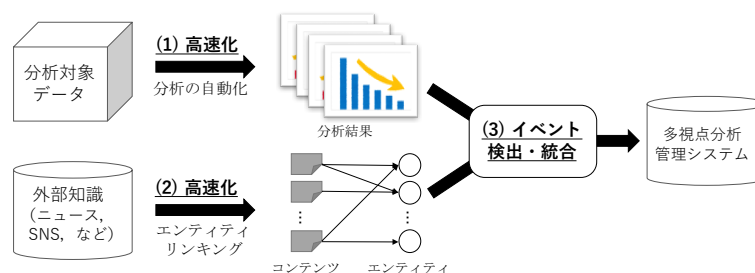 分析対象
データ
(1) 高速化
分析の自動化
分析結果
外部知識
(ニュース,
SNS, など)
(2) 高速化
エンティティ
リンキング
コンテンツ
エンティティ
(3) イベント
検出・統合
多視点分析
管理システム